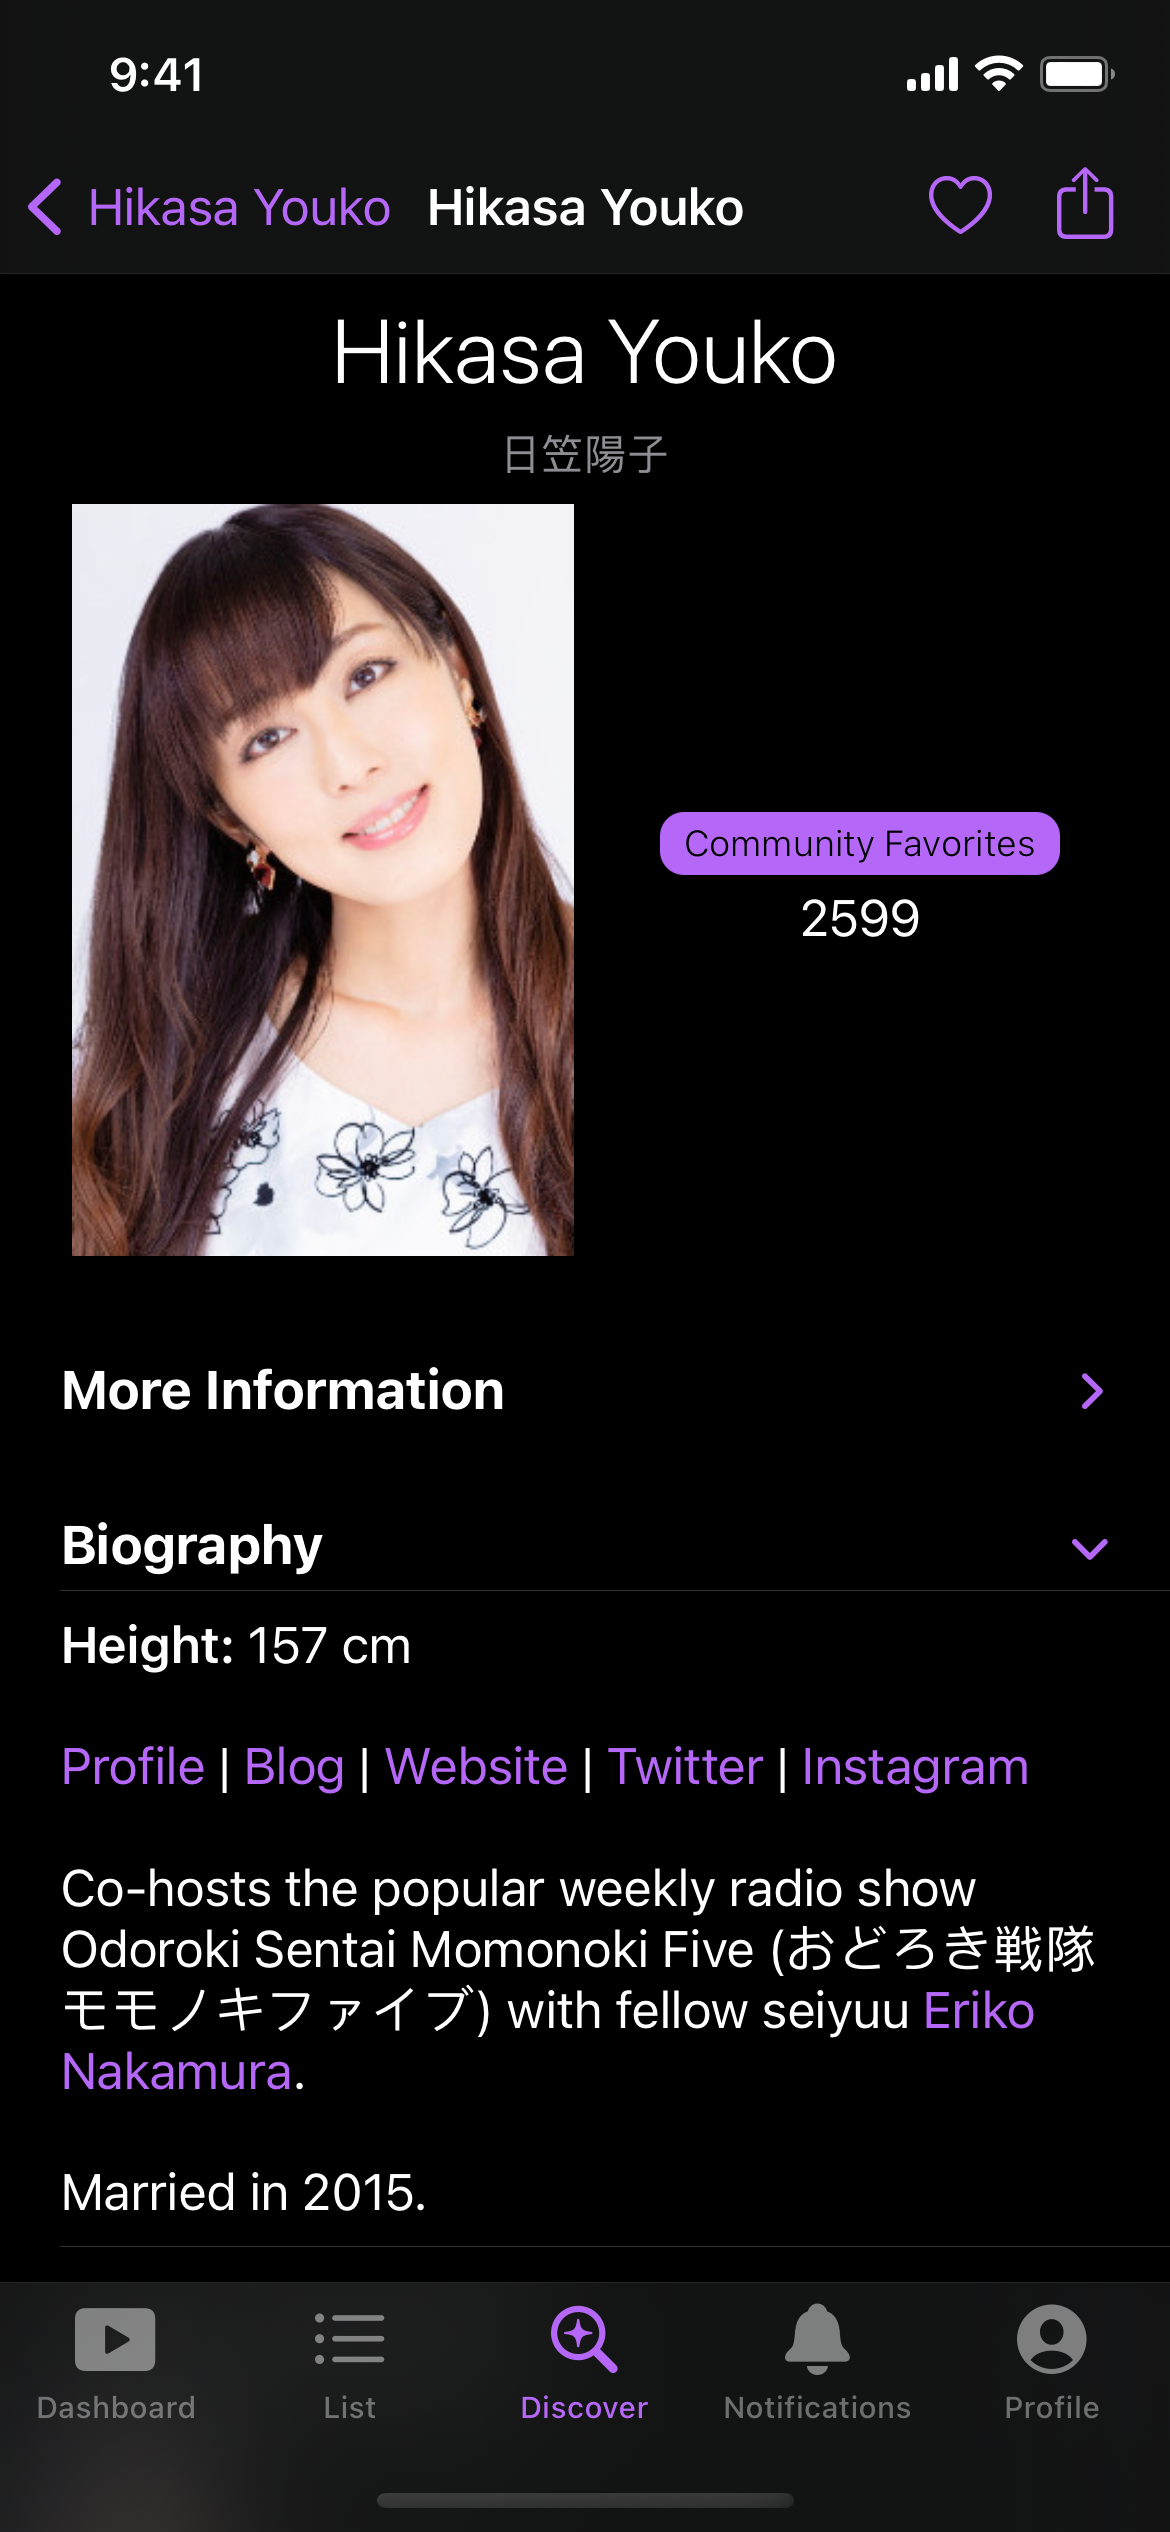 9:41
Hikasa Youko Hikasa Youko
Hikasa Youko
日笠陽子
Community Favorites
2599
More Information
Biography
Height: 157 cm
Profile | Blog | Website | Twitter | Instagram
Co-hosts the popular weekly radio show
Odoroki Sentai Momonoki Five (おどろき戦隊
モモノキファイブ) with fellow seiyuu Eriko
Nakamura.
Married in 2015.
Dashboard List Discover Notifications Profile